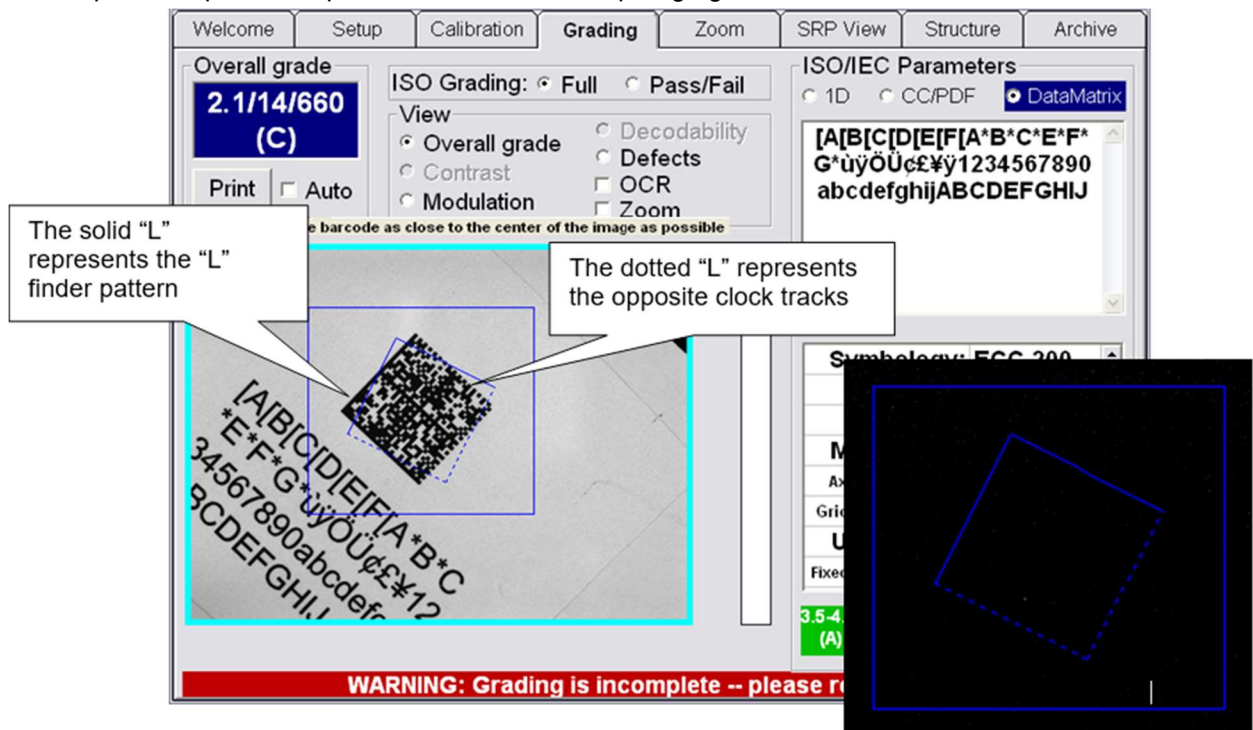 Welcome Setup Calibration Grading Zoom SRP View Structure Archive
Overall grade
2.1/14/660
(C)
Print Auto
ISO Grading: Full Pass/Fail
View
Overall grade
Contrast
Modulation
Decodability
Defects
OCR
Zoom
ISO/IEC Parameters
1D CC/PDF DataMatrix
[A[B[C[D[E[F[A*B*C*E*F*
G*ùÿÖÜ¢£¥ÿ1234567890
abcdefghijABCDEFGHIJ
barcode as close to the center of the image as possible
The solid “L”
represents the “L”
finder pattern
The dotted “L” represents
the opposite clock tracks
[A[B[C[D[E[F[A*B*C
*E*F*G*ùÿÖÜ¢£¥12
34567890abcdefg
BCDEFGHIJ
Symbology: ECC 200
Fixed
3.5-4.
(A)
WARNING: Grading is incomplete -- please